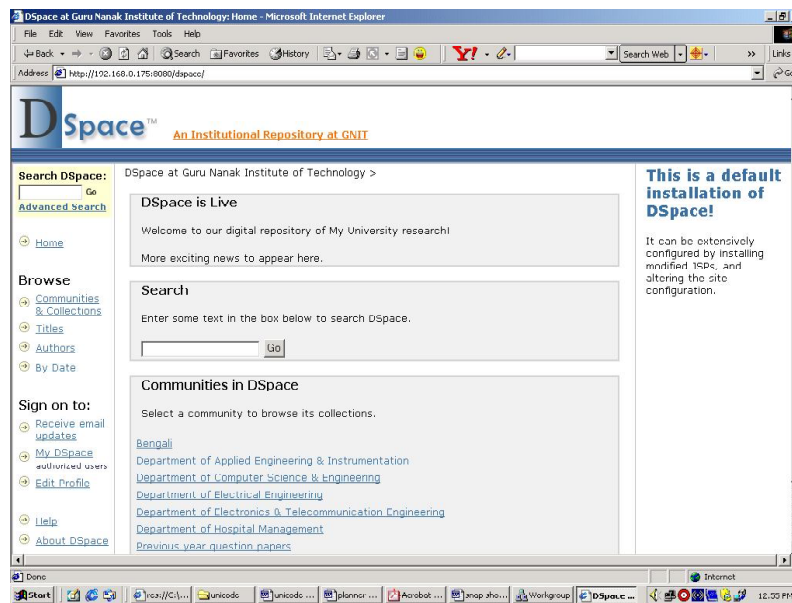 DSpace at Guru Nanak Institute of Technology: Home - Microsoft Internet Explorer
File Edit View Favorites Tools Help
Back Search Favorites History Y! Search Web Links
Address http://192.168.0.175:8080/dspace/ Go
DSpace™ An Institutional Repository at GNIT
Search DSpace:
Go
Advanced Search
Home
Browse
Communities
& Collections
Titles
Authors
By Date
Sign on to:
Receive email
updates
My DSpace
authorized users
Edit Profile
Help
About DSpace
DSpace at Guru Nanak Institute of Technology >
DSpace is Live
Welcome to our digital repository of My University research!
More exciting news to appear here.
Search
Enter some text in the box below to search DSpace.
Go
Communities in DSpace
Select a community to browse its collections.
Bengali
Department of Applied Engineering & Instrumentation
Department of Computer Science & Engineering
Department of Electrical Engineering
Department of Electronics & Telecommunication Engineering
Department of Hospital Management
Previous year question papers
This is a default
installation of
DSpace!
It can be extensively
configured by installing
modified JSPs, and
altering the site
configuration.
Done Internet
Start res://C:\... unicode unicode ... planner ... Acrobat ... snap sho... Workgroup DSpace ... 12:55 PM